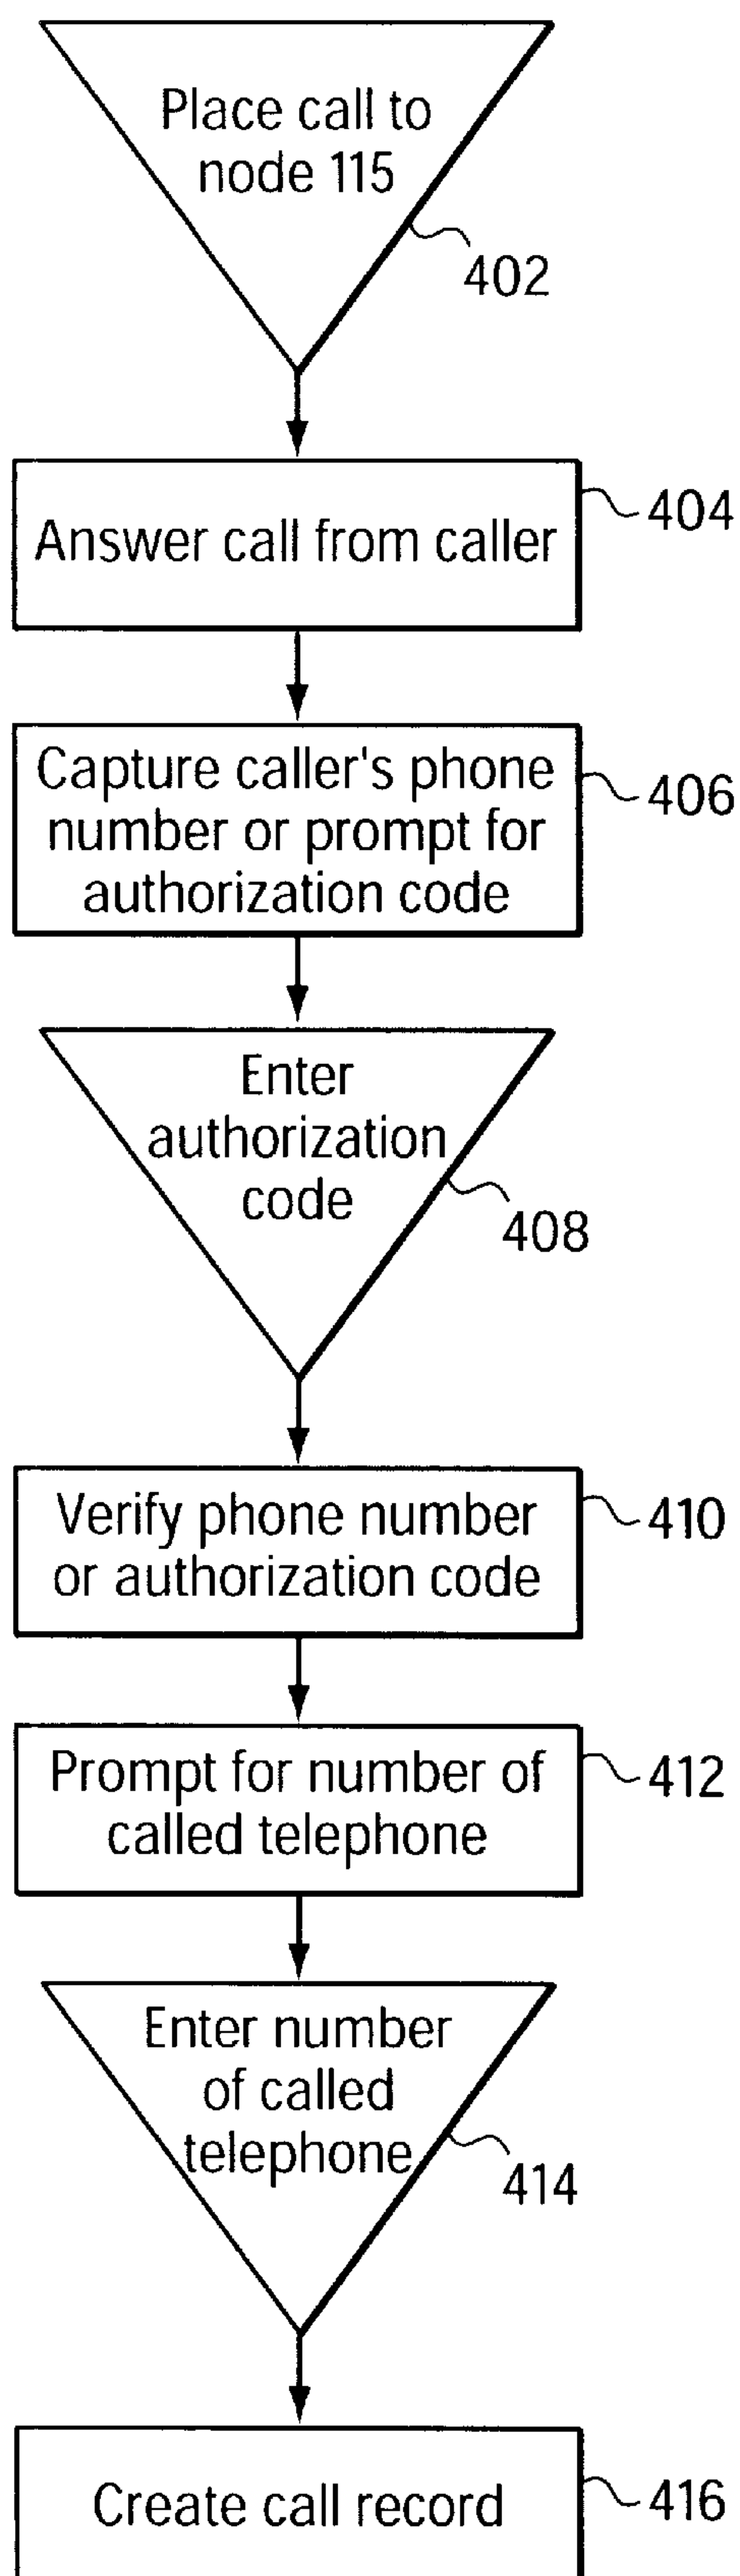 Place call to
node 115
402
Answer call from caller
404
Capture caller's phone
number or prompt for
authorization code
406
Enter
authorization
code
408
Verify phone number
or authorization code
410
Prompt for number of
called telephone
412
Enter number
of called
telephone
414
Create call record
416